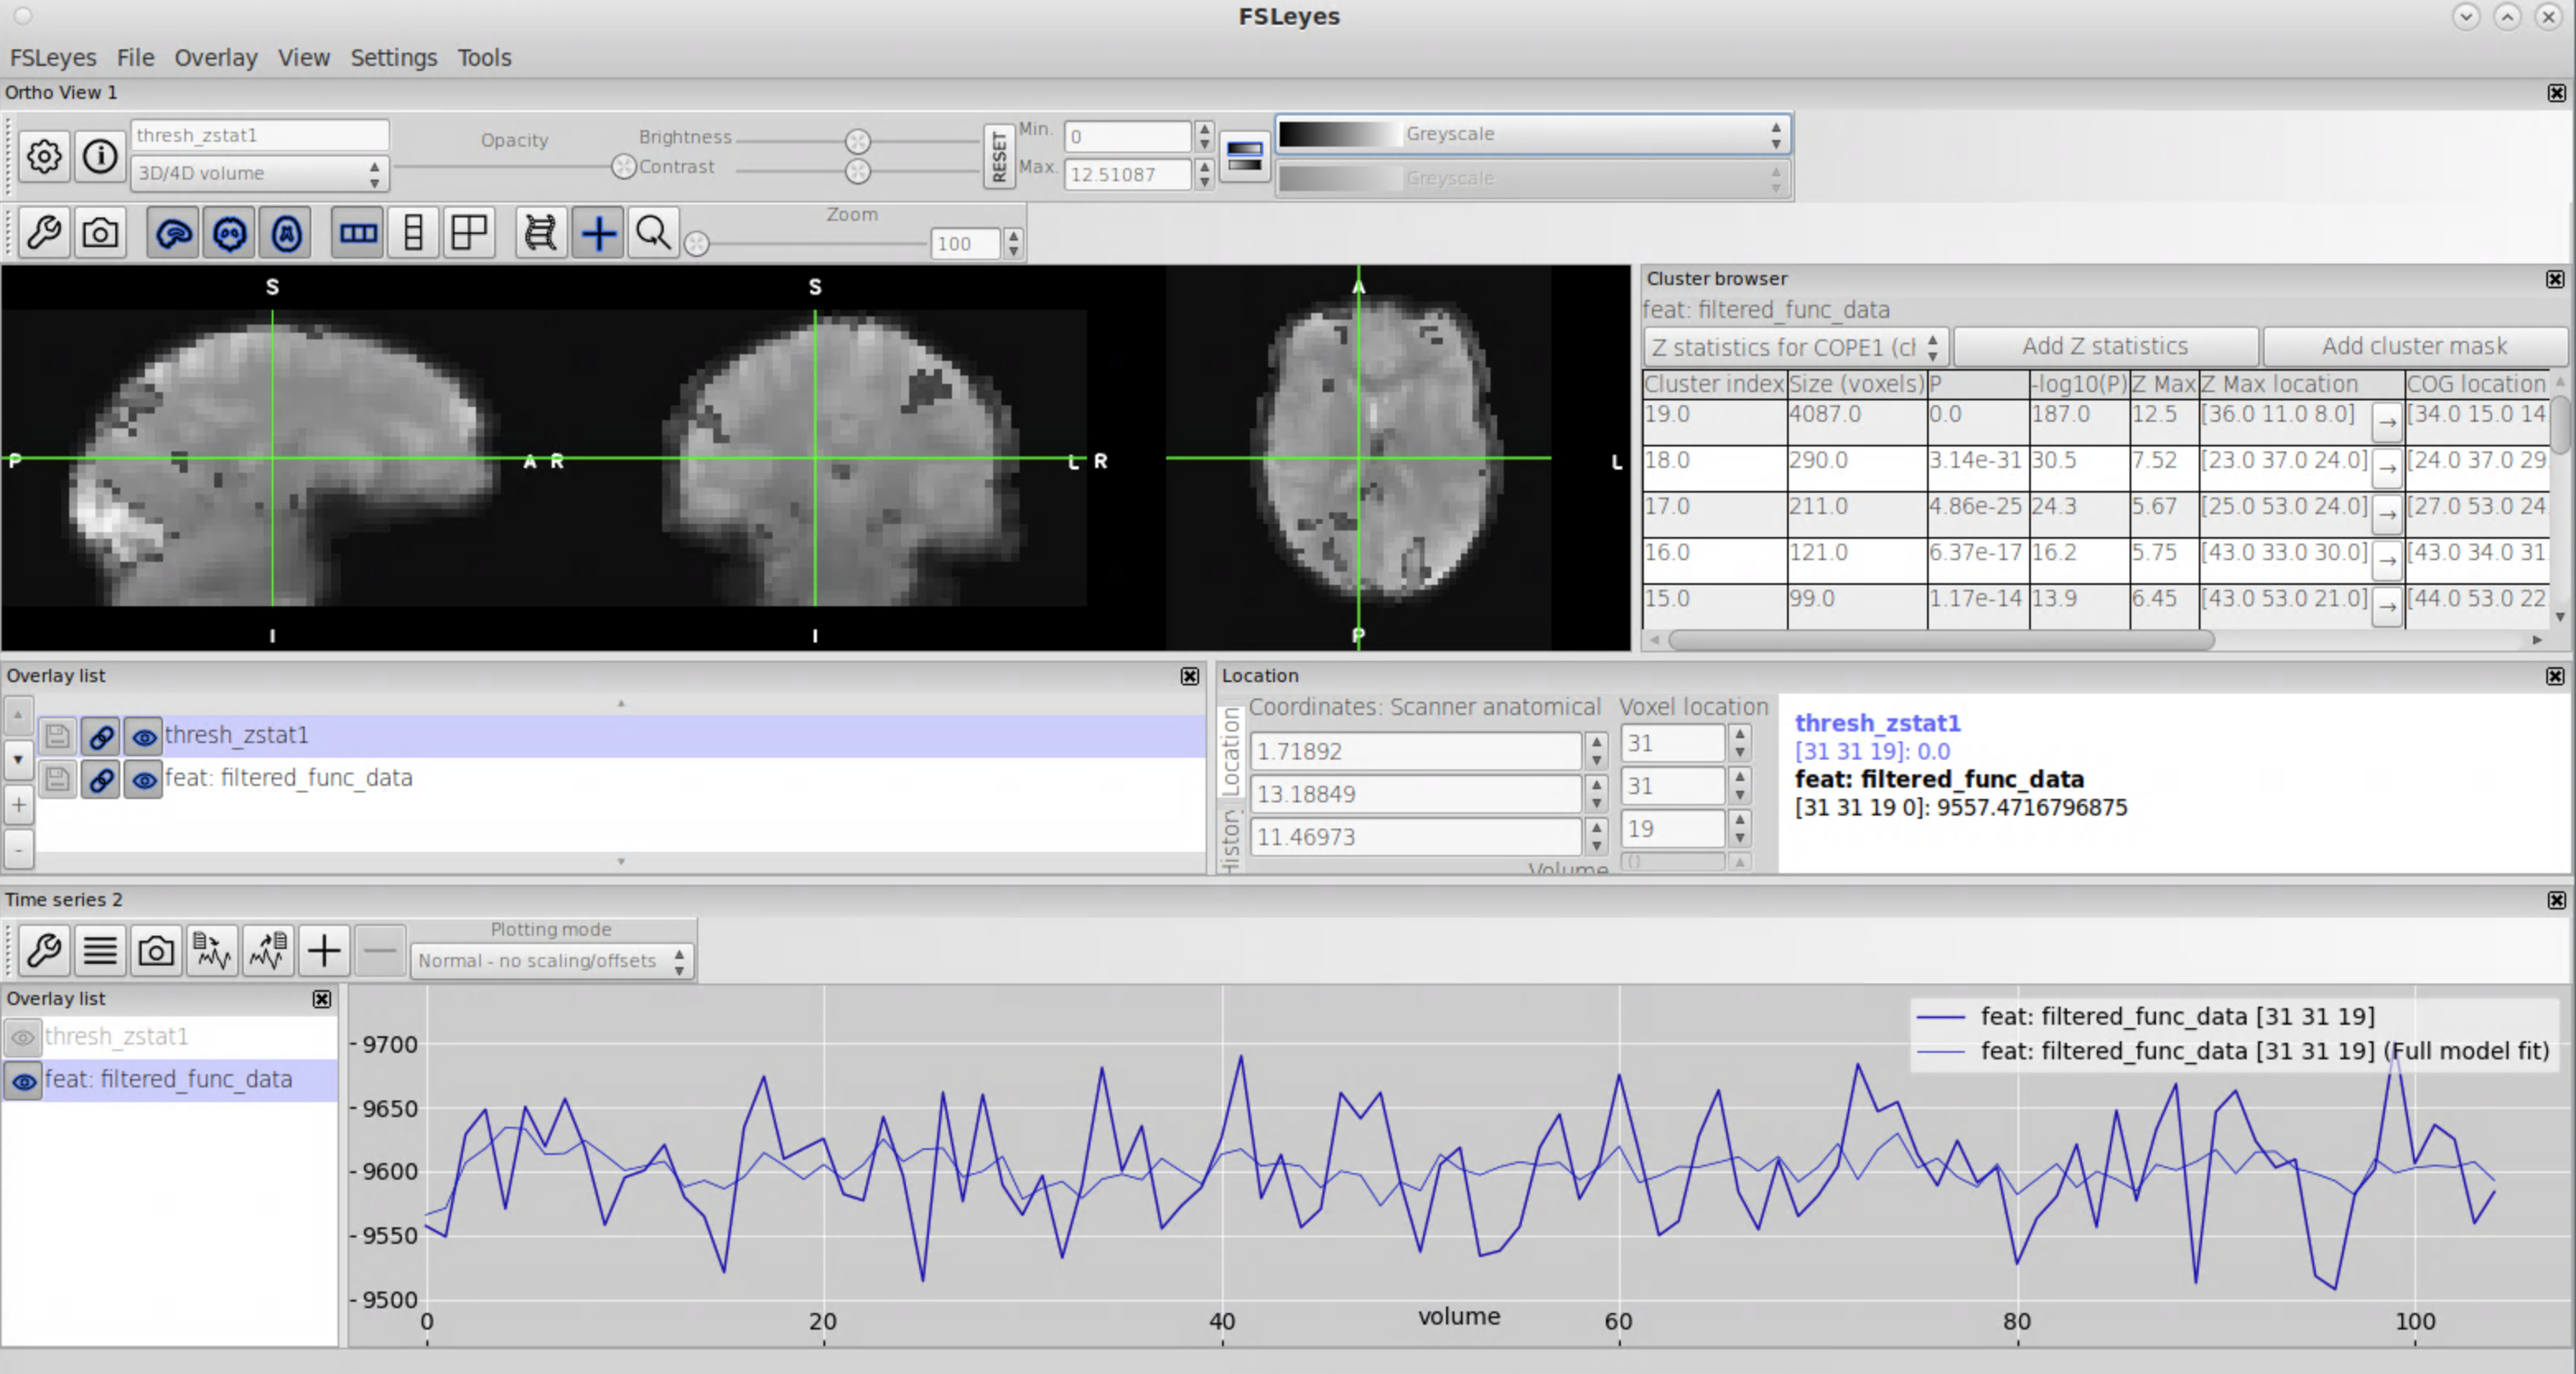 FSLeyes
FSLeyes File Overlay View Settings Tools
Ortho View 1
thresh_zstat1
3D/4D volume
Opacity
Brightness
Contrast
RESET
Min. 0
Max. 12.51087
Greyscale
Greyscale
Zoom
100
S S A
P A R L R L
I I P
Cluster browser
feat: filtered_func_data
Z statistics for COPE1 (cl Add Z statistics Add cluster mask
Cluster index Size (voxels) P -log10(P) Z Max Z Max location COG location
19.0 4087.0 0.0 187.0 12.5 [36.0 11.0 8.0] → [34.0 15.0 14
18.0 290.0 3.14e-31 30.5 7.52 [23.0 37.0 24.0] → [24.0 37.0 29
17.0 211.0 4.86e-25 24.3 5.67 [25.0 53.0 24.0] → [27.0 53.0 24
16.0 121.0 6.37e-17 16.2 5.75 [43.0 33.0 30.0] → [43.0 34.0 31
15.0 99.0 1.17e-14 13.9 6.45 [43.0 53.0 21.0] → [44.0 53.0 22
Overlay list
thresh_zstat1
feat: filtered_func_data
Location
Location
Coordinates: Scanner anatomical Voxel location
1.71892 31
13.18849 31
11.46973 19
Volume
thresh_zstat1
[31 31 19]: 0.0
feat: filtered_func_data
[31 31 19 0]: 9557.4716796875
Time series 2
Plotting mode
Normal - no scaling/offsets
Overlay list
thresh_zstat1
feat: filtered_func_data
feat: filtered_func_data [31 31 19]
feat: filtered_func_data [31 31 19] (Full model fit)
9700
9650
9600
9550
9500
0 20 40 60 80 100
volume